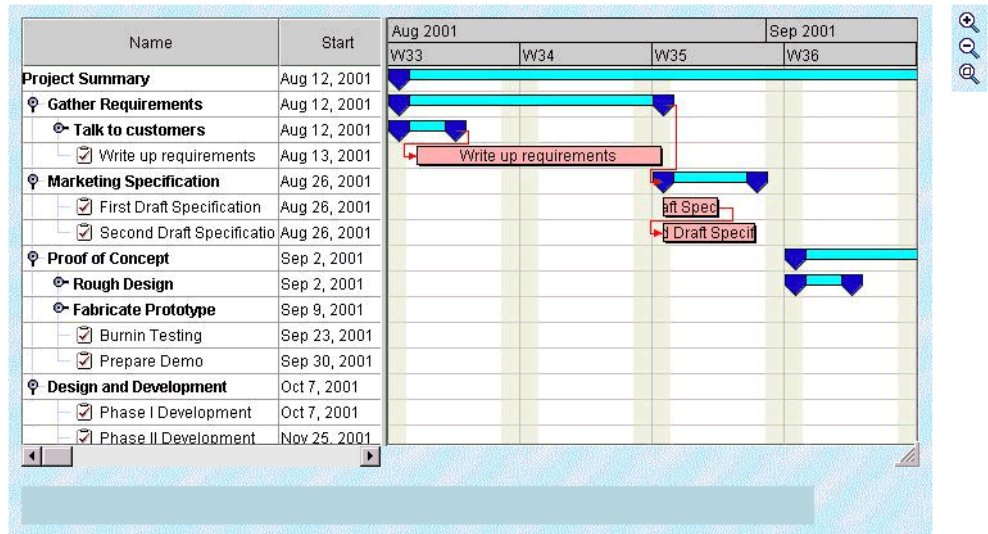 Name Start Aug 2001 Sep 2001
W33 W34 W35 W36
Project Summary Aug 12, 2001
Gather Requirements Aug 12, 2001
Talk to customers Aug 12, 2001
Write up requirements Aug 13, 2001 Write up requirements
Marketing Specification Aug 26, 2001
First Draft Specification Aug 26, 2001 aft Spec
Second Draft Specificatio Aug 26, 2001 d Draft Specif
Proof of Concept Sep 2, 2001
Rough Design Sep 2, 2001
Fabricate Prototype Sep 9, 2001
Burnin Testing Sep 23, 2001
Prepare Demo Sep 30, 2001
Design and Development Oct 7, 2001
Phase I Development Oct 7, 2001
Phase II Development Nov 25, 2001